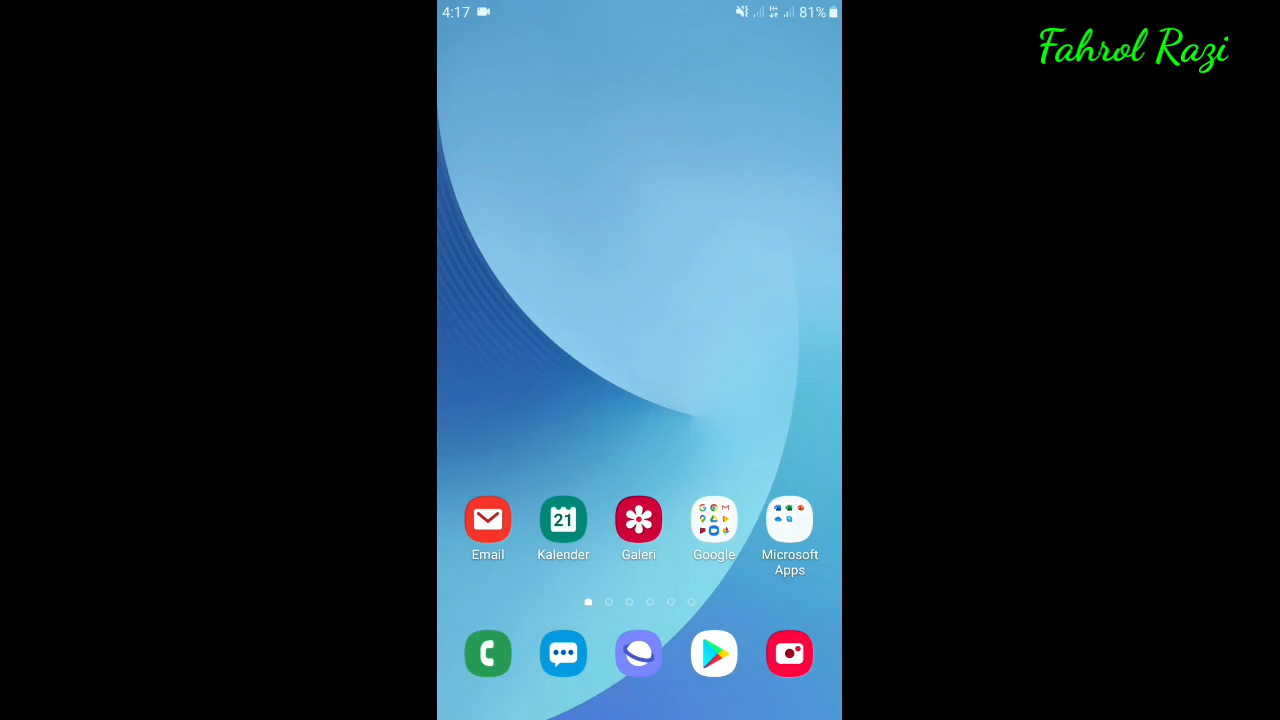 4:17
81%
Fahrol Razi
21
Email
Kalender
Galeri
Google
Microsoft
Apps